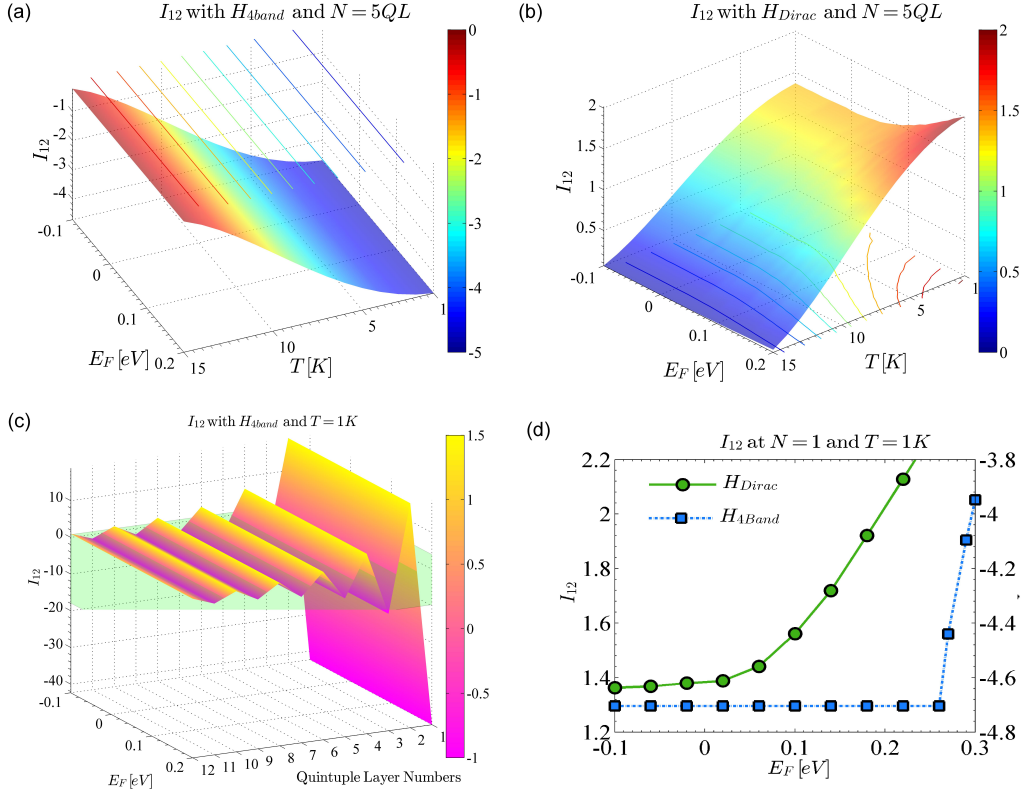 (a)
I12 with H4band and N = 5QL
0
-1
-2
-3
-4
-5
-1
-2
-3
-4
I12
-0.1
0
0.1
0.2
EF [eV]
15
10
5
1
T [K]
(b)
I12 with HDirac and N = 5QL
2
1.5
1
0.5
0
2
1.5
1
0.5
I12
-0.1
0
0.1
0.2
EF [eV]
15
10
5
1
T [K]
(c)
I12 with H4band and T = 1K
1.5
1
0.5
0
-0.5
-1
10
0
-10
-20
-30
-40
I12
-0.1
0
0.1
0.2
EF [eV]
12 11 10 9 8 7 6 5 4 3 2 1
Quintuple Layer Numbers
(d)
I12 at N = 1 and T = 1K
HDirac
H4Band
2.2
2
1.8
1.6
1.4
1.2
I12
-3.8
-4
-4.2
-4.4
-4.6
-4.8
-0.1 0 0.1 0.2 0.3
EF [eV]